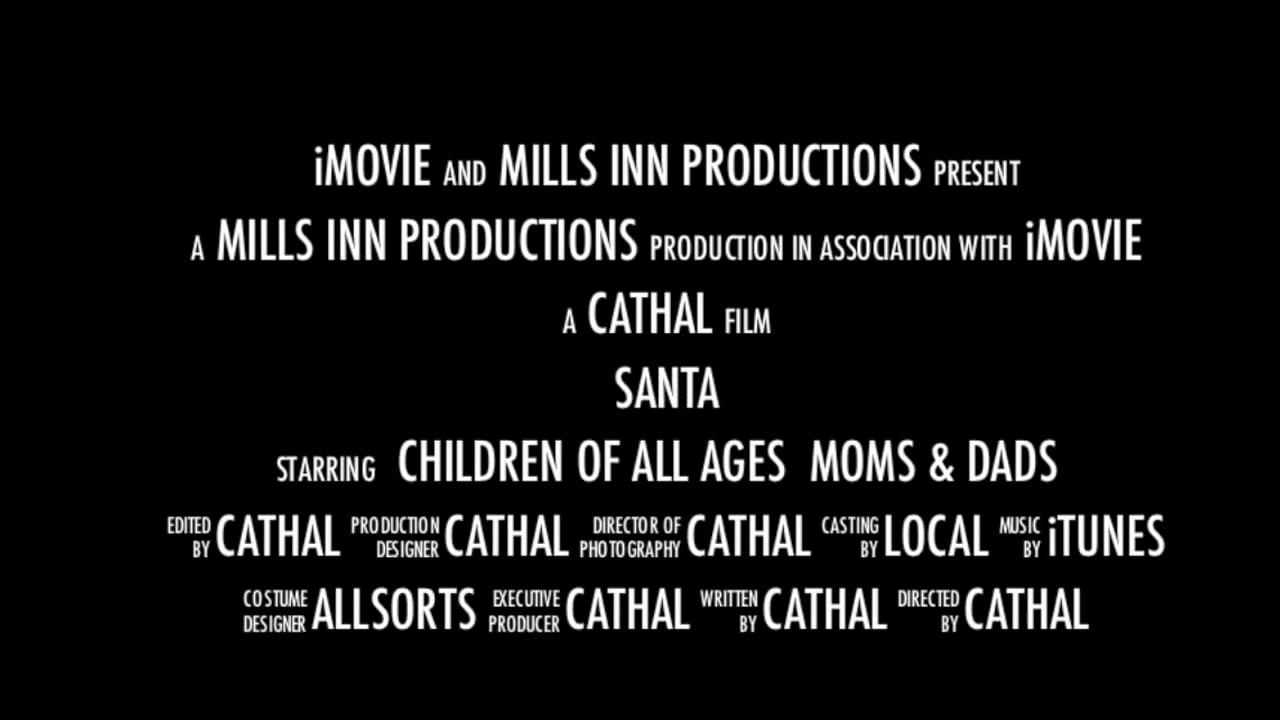 iMOVIE AND MILLS INN PRODUCTIONS PRESENT
A MILLS INN PRODUCTIONS PRODUCTION IN ASSOCIATION WITH iMOVIE
A CATHAL FILM
SANTA
STARRING CHILDREN OF ALL AGES MOMS & DADS
EDITED BY CATHAL PRODUCTION DESIGNER CATHAL DIRECTOR OF PHOTOGRAPHY CATHAL CASTING BY LOCAL MUSIC BY iTUNES
COSTUME DESIGNER ALLSORTS EXECUTIVE PRODUCER CATHAL WRITTEN BY CATHAL DIRECTED BY CATHAL